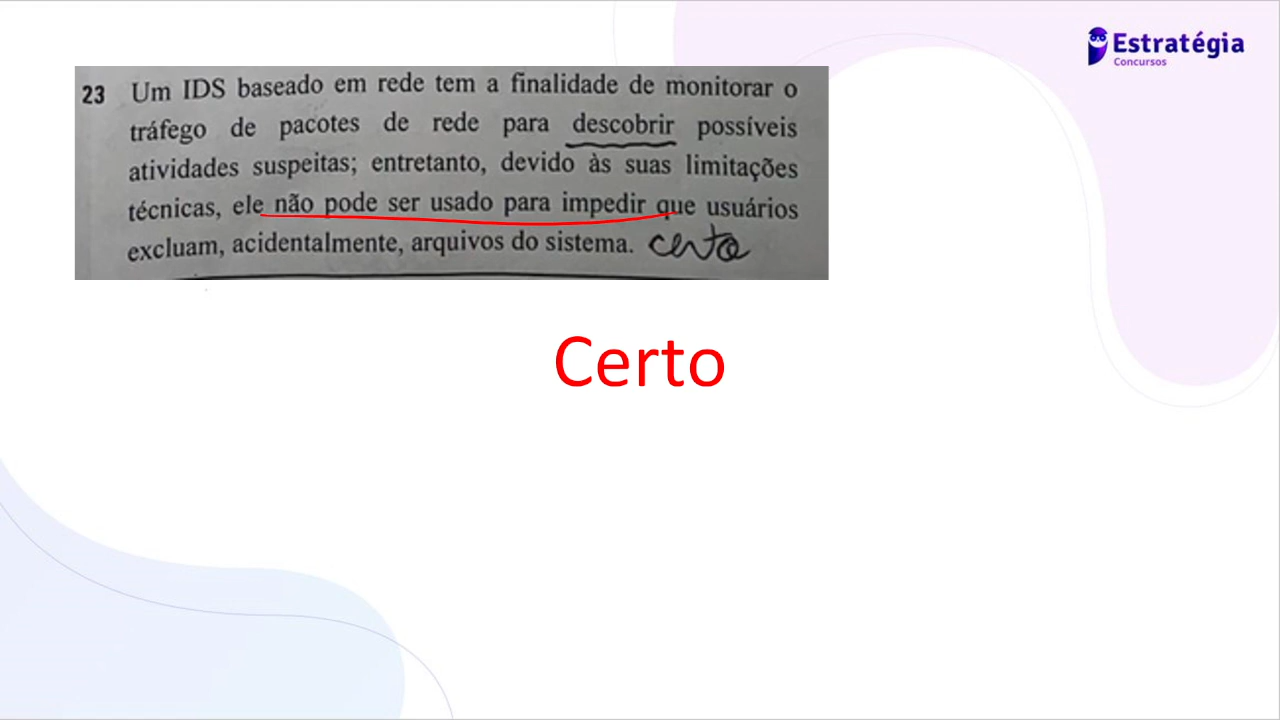 Estratégia
Concursos
23 Um IDS baseado em rede tem a finalidade de monitorar o
tráfego de pacotes de rede para descobrir possíveis
atividades suspeitas; entretanto, devido às suas limitações
técnicas, ele não pode ser usado para impedir que usuários
excluam, acidentalmente, arquivos do sistema. certo
Certo